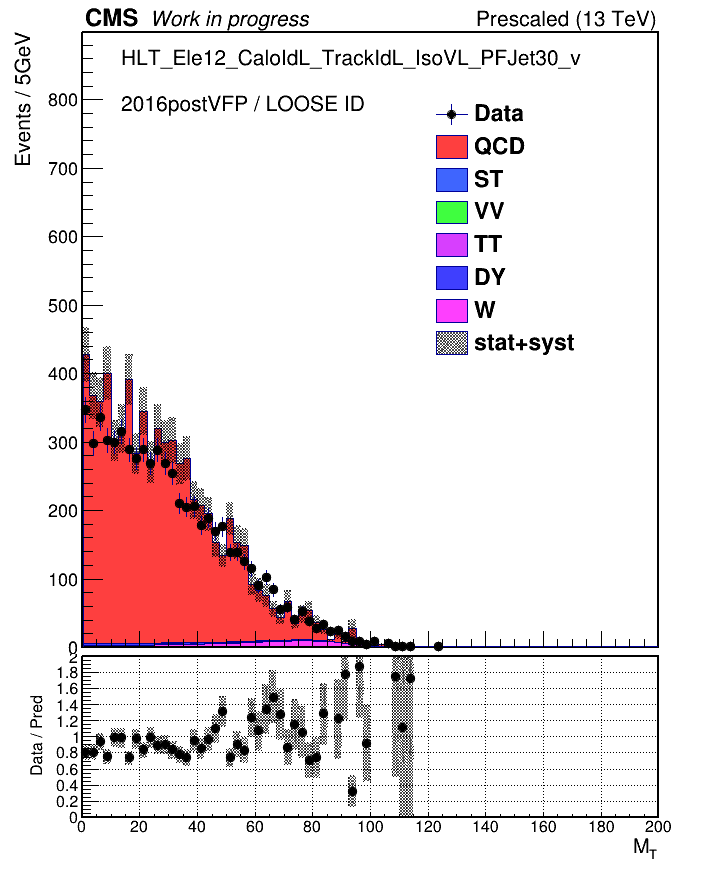 CMS Work in progress Prescaled (13 TeV)
Events / 5GeV
HLT_Ele12_CaloIdL_TrackIdL_IsoVL_PFJet30_v
2016postVFP / LOOSE ID
Data
QCD
ST
VV
TT
DY
W
stat+syst
800
700
600
500
400
300
200
100
0
Data / Pred
2
1.8
1.6
1.4
1.2
1
0.8
0.6
0.4
0.2
0
0 20 40 60 80 100 120 140 160 180 200
M_T